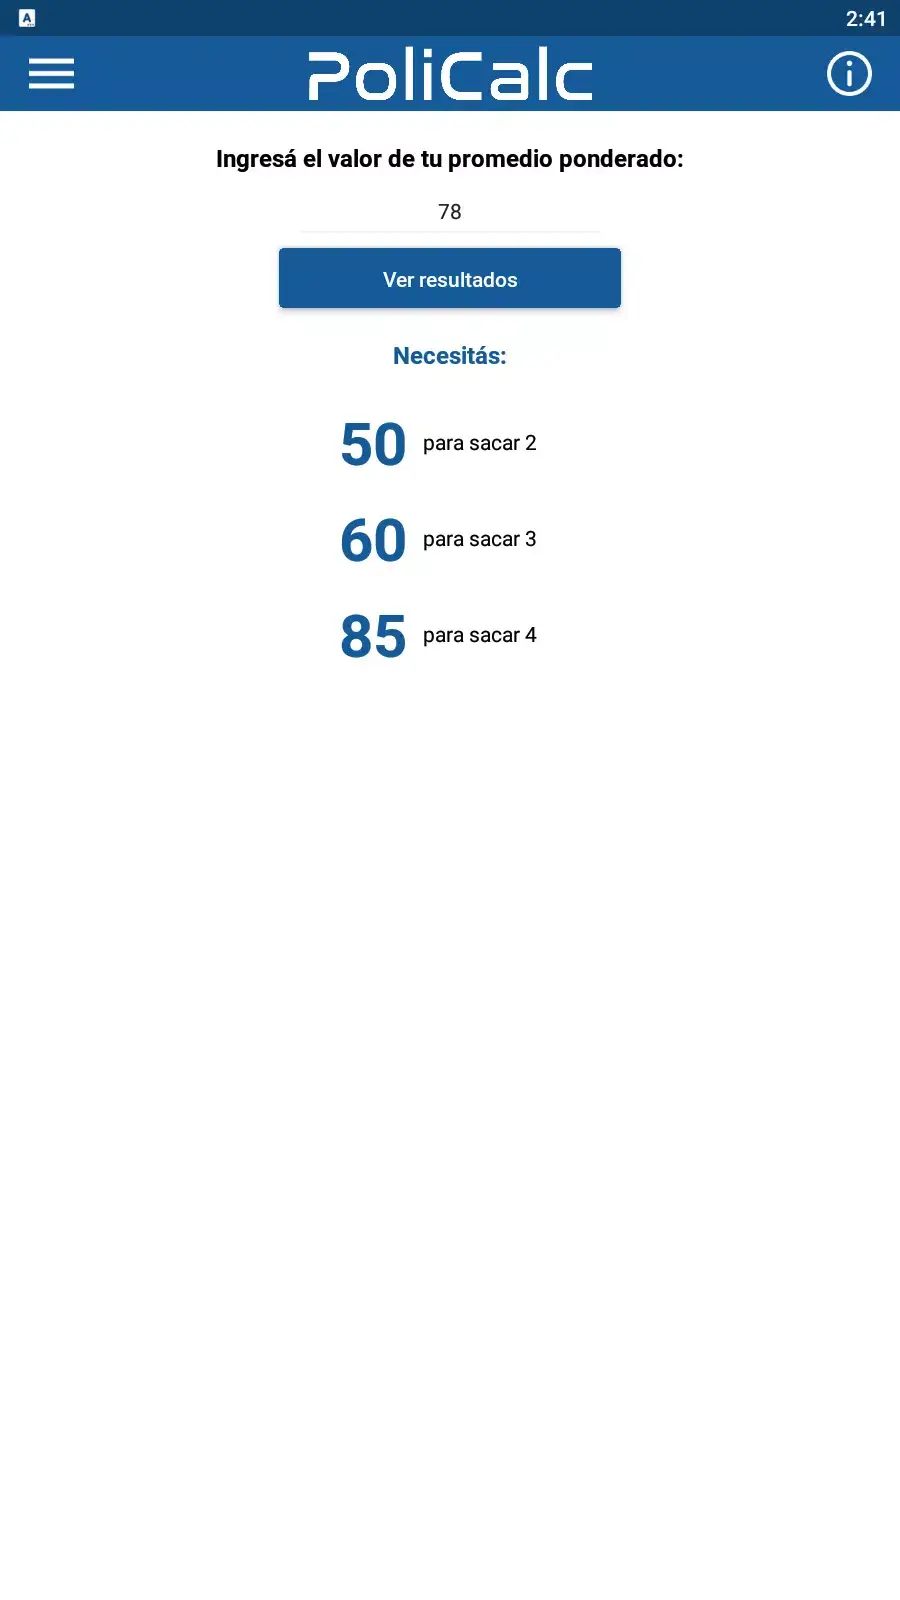 2:41
PoliCalc
Ingresá el valor de tu promedio ponderado:
78
Ver resultados
Necesitás:
50 para sacar 2
60 para sacar 3
85 para sacar 4